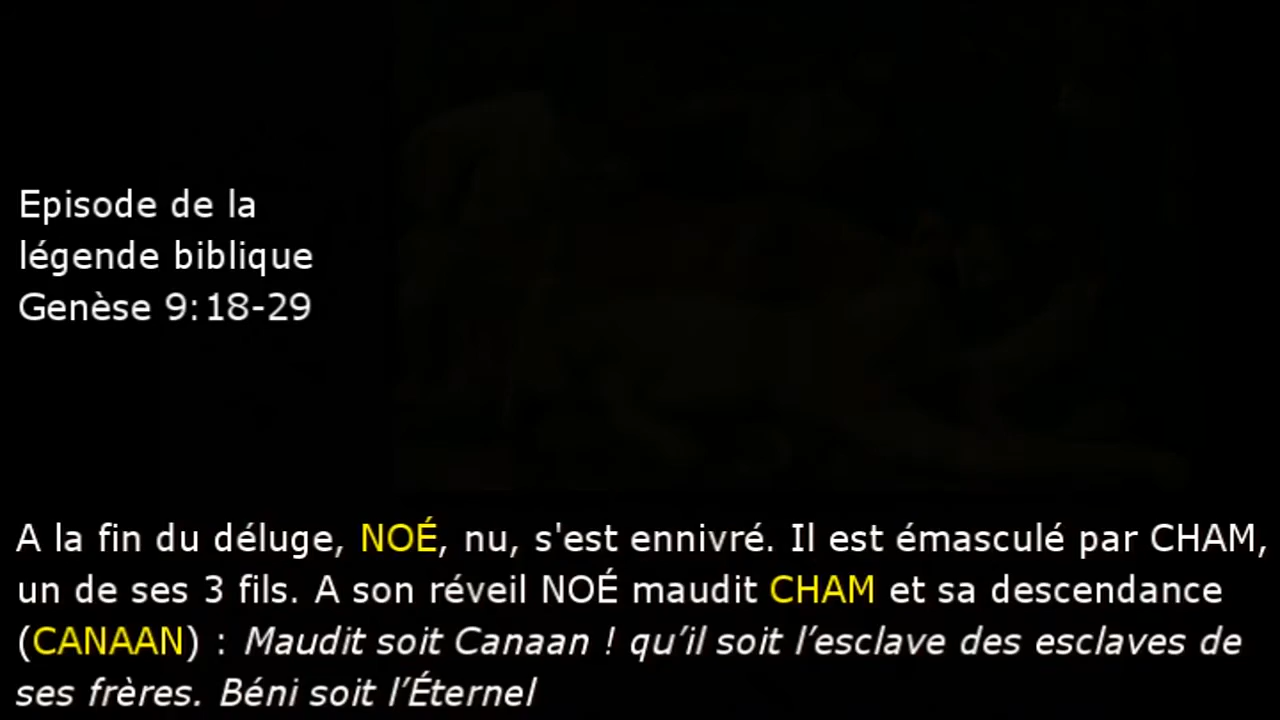 Episode de la
légende biblique
Genèse 9:18-29
A la fin du déluge, NOÉ, nu, s'est ennivré. Il est émasculé par CHAM,
un de ses 3 fils. A son réveil NOÉ maudit CHAM et sa descendance
(CANAAN) : Maudit soit Canaan ! qu’il soit l’esclave des esclaves de
ses frères. Béni soit l’Éternel